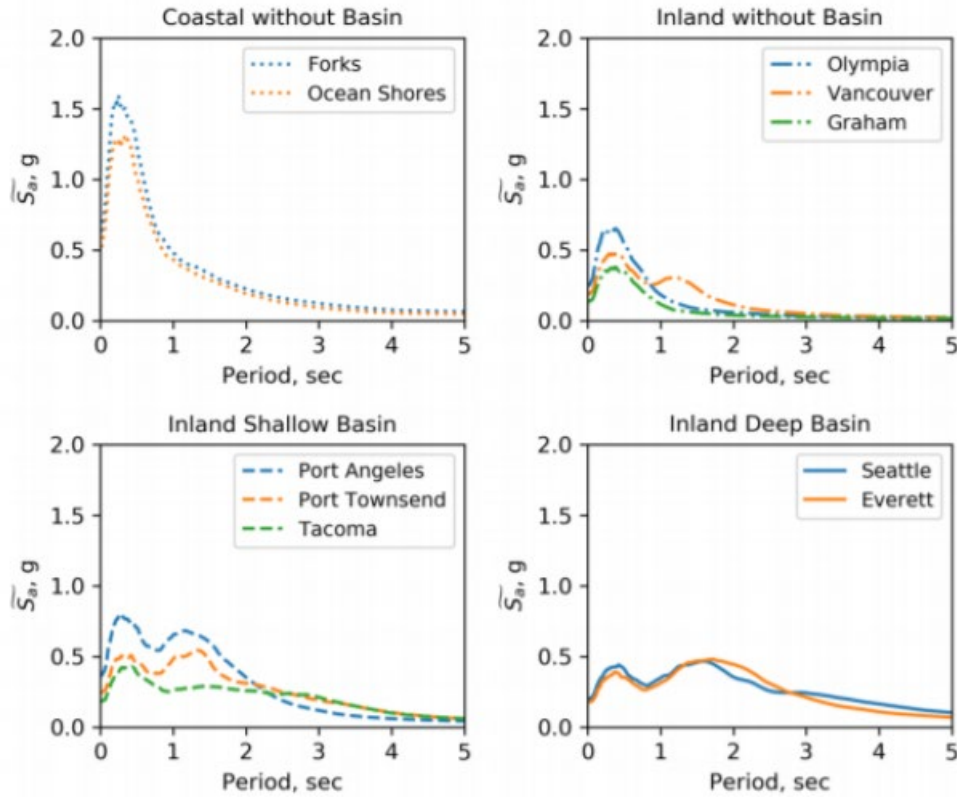 Coastal without Basin
2.0
1.5
1.0
0.5
0.0
S̃a, g
Forks
Ocean Shores
0 1 2 3 4 5
Period, sec
Inland without Basin
2.0
1.5
1.0
0.5
0.0
S̃a, g
Olympia
Vancouver
Graham
0 1 2 3 4 5
Period, sec
Inland Shallow Basin
2.0
1.5
1.0
0.5
0.0
S̃a, g
Port Angeles
Port Townsend
Tacoma
0 1 2 3 4 5
Period, sec
Inland Deep Basin
2.0
1.5
1.0
0.5
0.0
S̃a, g
Seattle
Everett
0 1 2 3 4 5
Period, sec